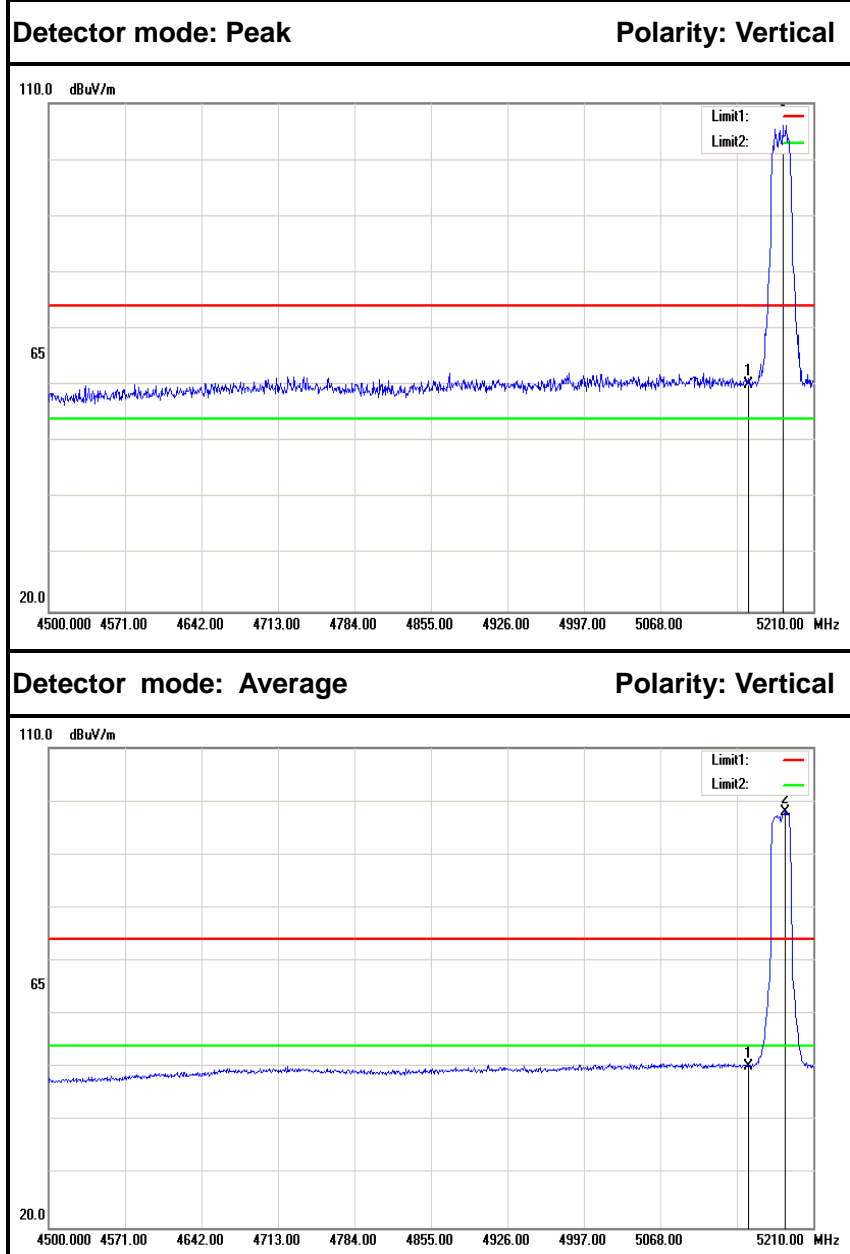 Detector mode: Peak Polarity: Vertical
110.0 dBuV/m
Limit1:
Limit2:
65
1
20.0
4500.000 4571.00 4642.00 4713.00 4784.00 4855.00 4926.00 4997.00 5068.00 5210.00 MHz
Detector mode: Average Polarity: Vertical
110.0 dBuV/m
Limit1:
Limit2:
2
65
1
20.0
4500.000 4571.00 4642.00 4713.00 4784.00 4855.00 4926.00 4997.00 5068.00 5210.00 MHz